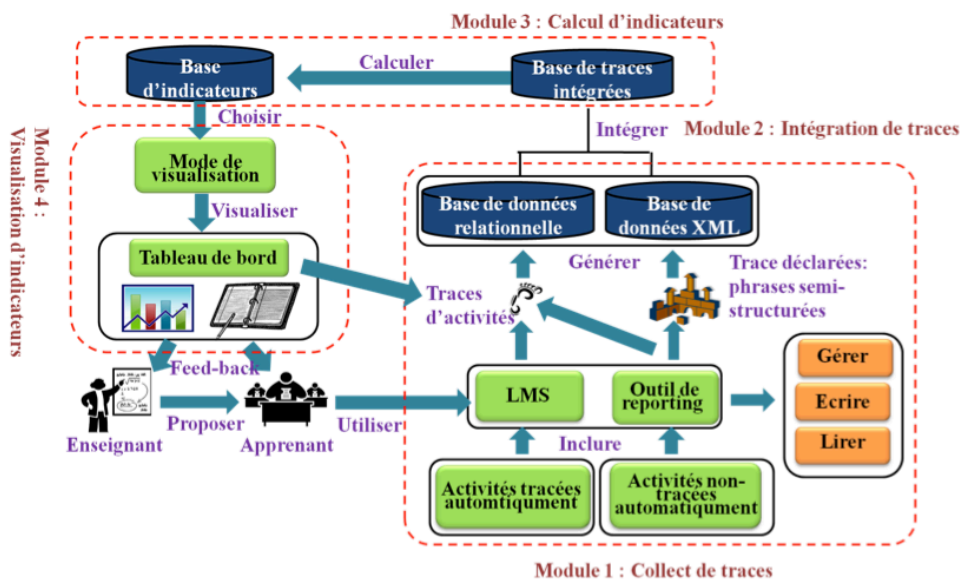 Module 3 : Calcul d'indicateurs
Base
d'indicateurs
Calculer
Base de traces
intégrées
Choisir
Intégrer
Module 2 : Intégration de traces
Module 4 :
Visualisation d'indicateurs
Mode de
visualisation
Visualiser
Tableau de bord
Base de données
relationnelle
Base de
données XML
Générer
Traces
d'activités
Trace déclarées:
phrases semi-
structurées
Feed-back
Enseignant
Proposer
Apprenant
Utiliser
LMS
Outil de
reporting
Gérer
Ecrire
Lirer
Inclure
Activités tracées
automtiqument
Activités non-
tracées
automatiqument
Module 1 : Collect de traces